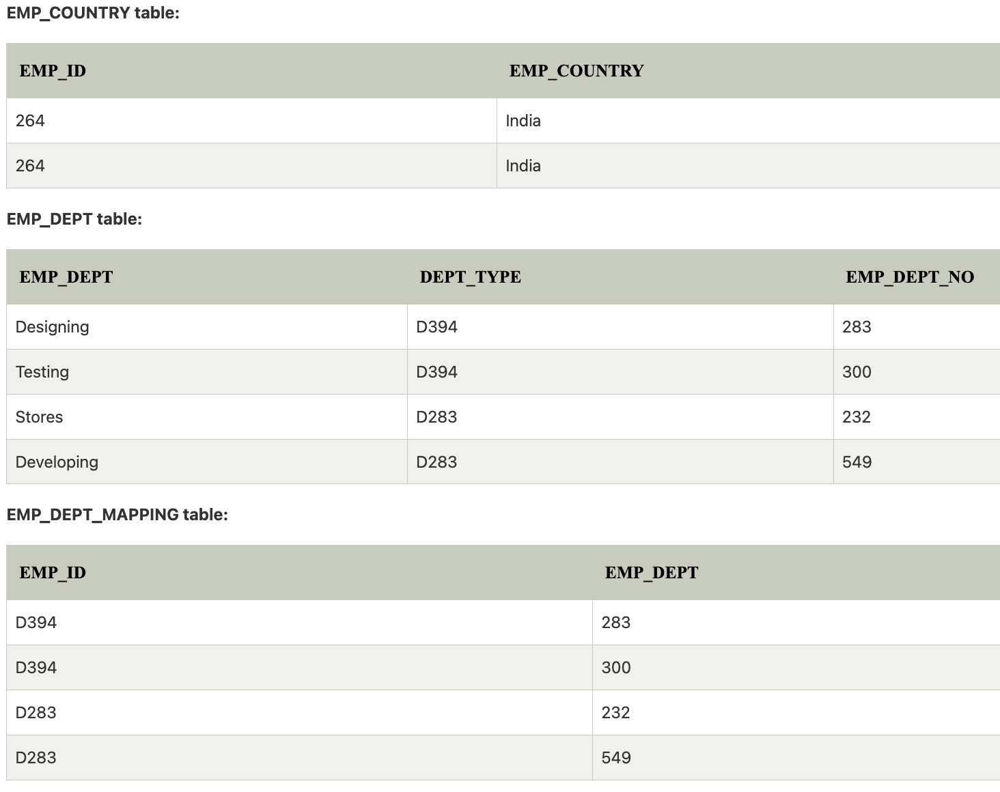 EMP_COUNTRY table:
EMP_ID EMP_COUNTRY
264 India
264 India
EMP_DEPT table:
EMP_DEPT DEPT_TYPE EMP_DEPT_NO
Designing D394 283
Testing D394 300
Stores D283 232
Developing D283 549
EMP_DEPT_MAPPING table:
EMP_ID EMP_DEPT
D394 283
D394 300
D283 232
D283 549